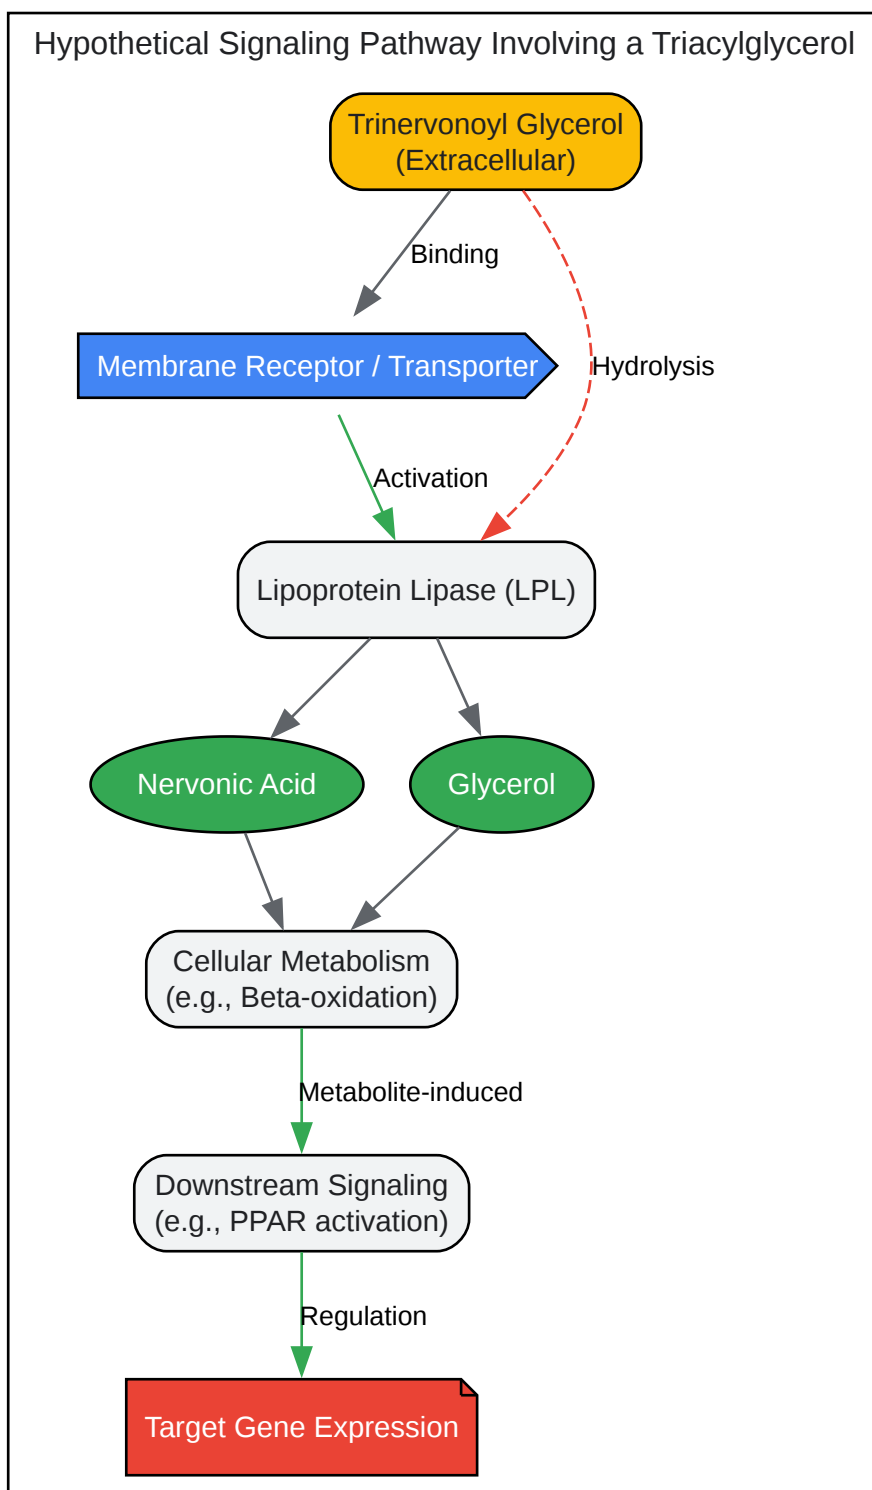 Hypothetical Signaling Pathway Involving a Triacylglycerol
Trinervonoyl Glycerol
(Extracellular)
Binding
Membrane Receptor / Transporter
Hydrolysis
Activation
Lipoprotein Lipase (LPL)
Nervonic Acid
Glycerol
Cellular Metabolism
(e.g., Beta-oxidation)
Metabolite-induced
Downstream Signaling
(e.g., PPAR activation)
Regulation
Target Gene Expression